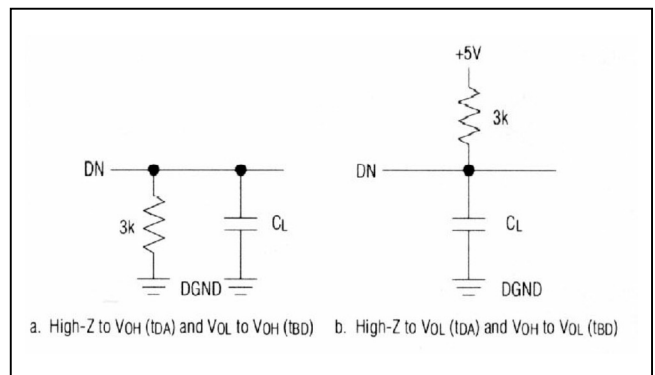 +5V
3k
DN
DN
3k
CL
CL
DGND
DGND
a. High-Z to VOH (tDA) and VOL to VOH (tBD)
b. High-Z to VOL (tDA) and VOH to VOL (tBD)